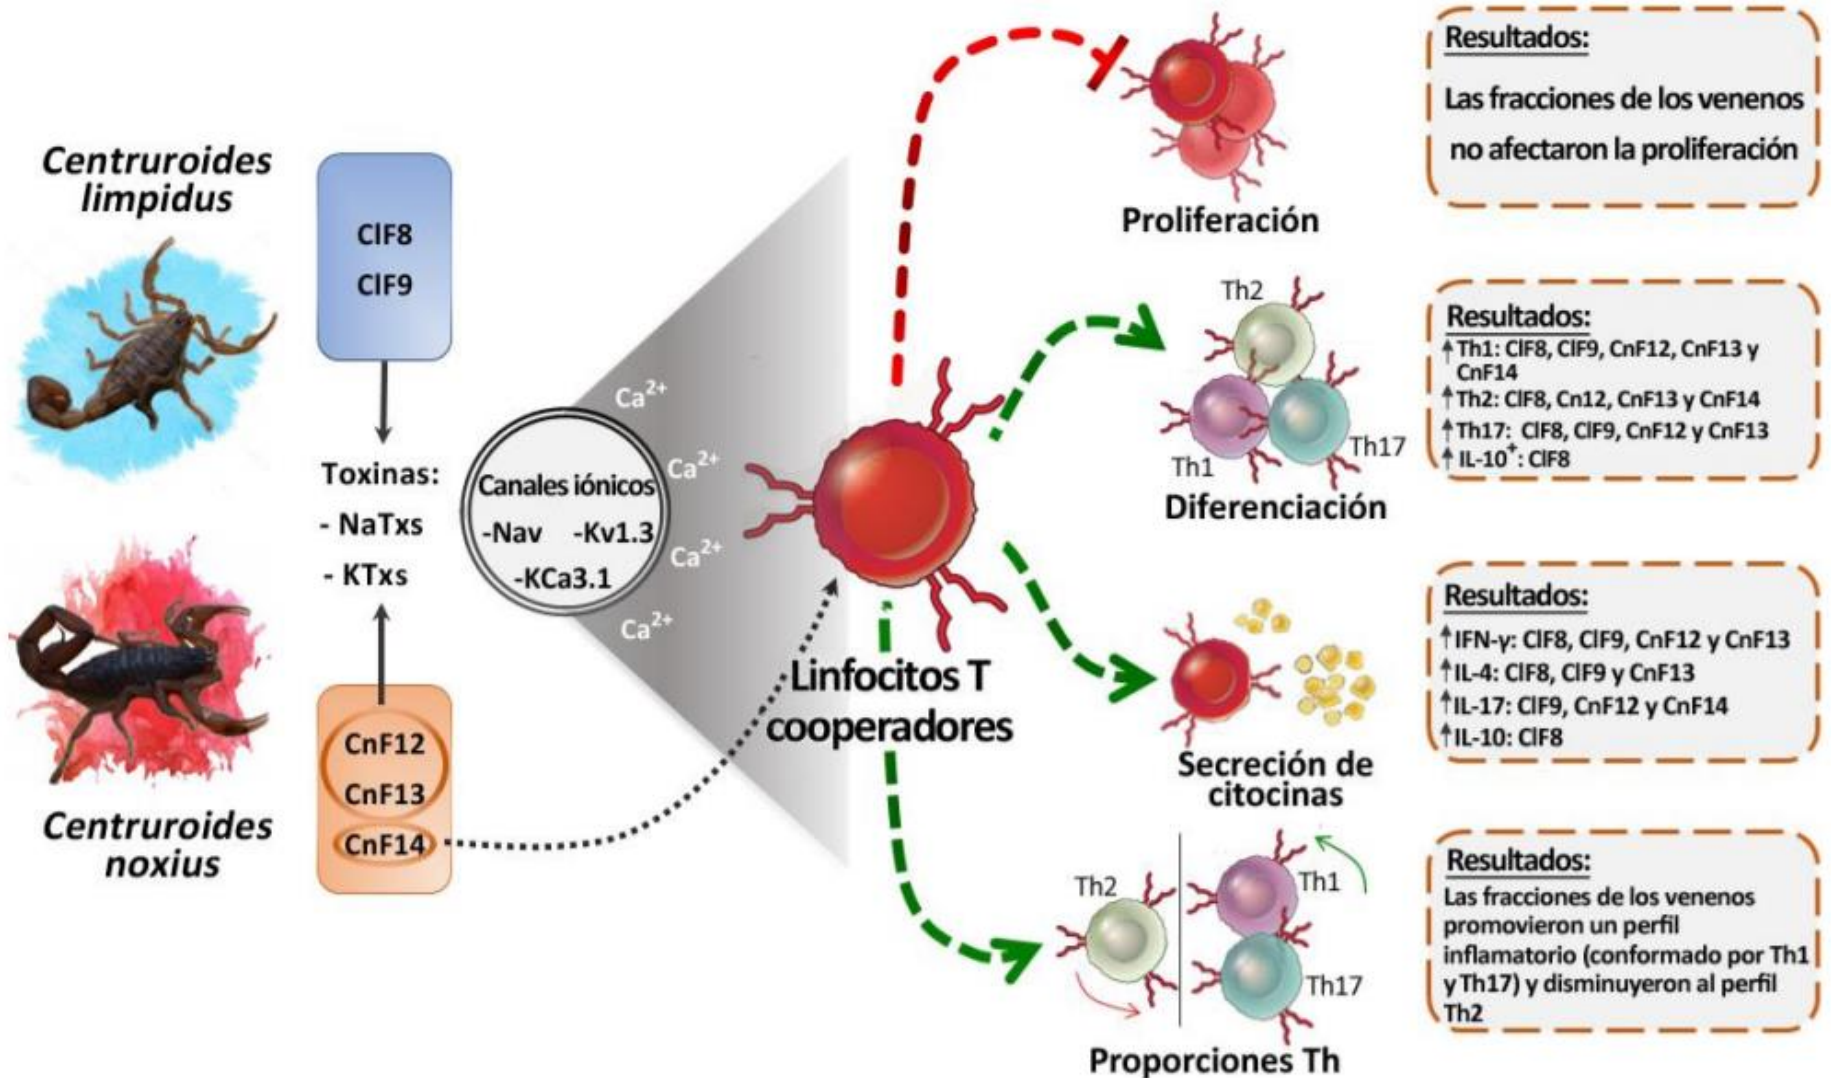 Centruroides
limpidus
ClF8
ClF9
Toxinas:
- NaTxs
- KTxs
CnF12
CnF13
CnF14
Centruroides
noxius
Canales iónicos
-Nav -Kv1.3
-KCa3.1
Ca²⁺
Ca²⁺
Ca²⁺
Ca²⁺
Linfocitos T
cooperadores
Proliferación
Resultados:
Las fracciones de los venenos
no afectaron la proliferación
Th2
Th1
Th17
Diferenciación
Resultados:
↑Th1: ClF8, ClF9, CnF12, CnF13 y
CnF14
↑Th2: ClF8, Cn12, CnF13 y CnF14
↑Th17: ClF8, ClF9, CnF12 y CnF13
↑ IL-10⁺: ClF8
Secreción de
citocinas
Resultados:
↑IFN-γ: ClF8, ClF9, CnF12 y CnF13
↑IL-4: ClF8, ClF9 y CnF13
↑IL-17: ClF9, CnF12 y CnF14
↑IL-10: ClF8
Th2
Th1
Th17
Proporciones Th
Resultados:
Las fracciones de los venenos
promovieron un perfil
inflamatorio (conformado por Th1
y Th17) y disminuyeron al perfil
Th2